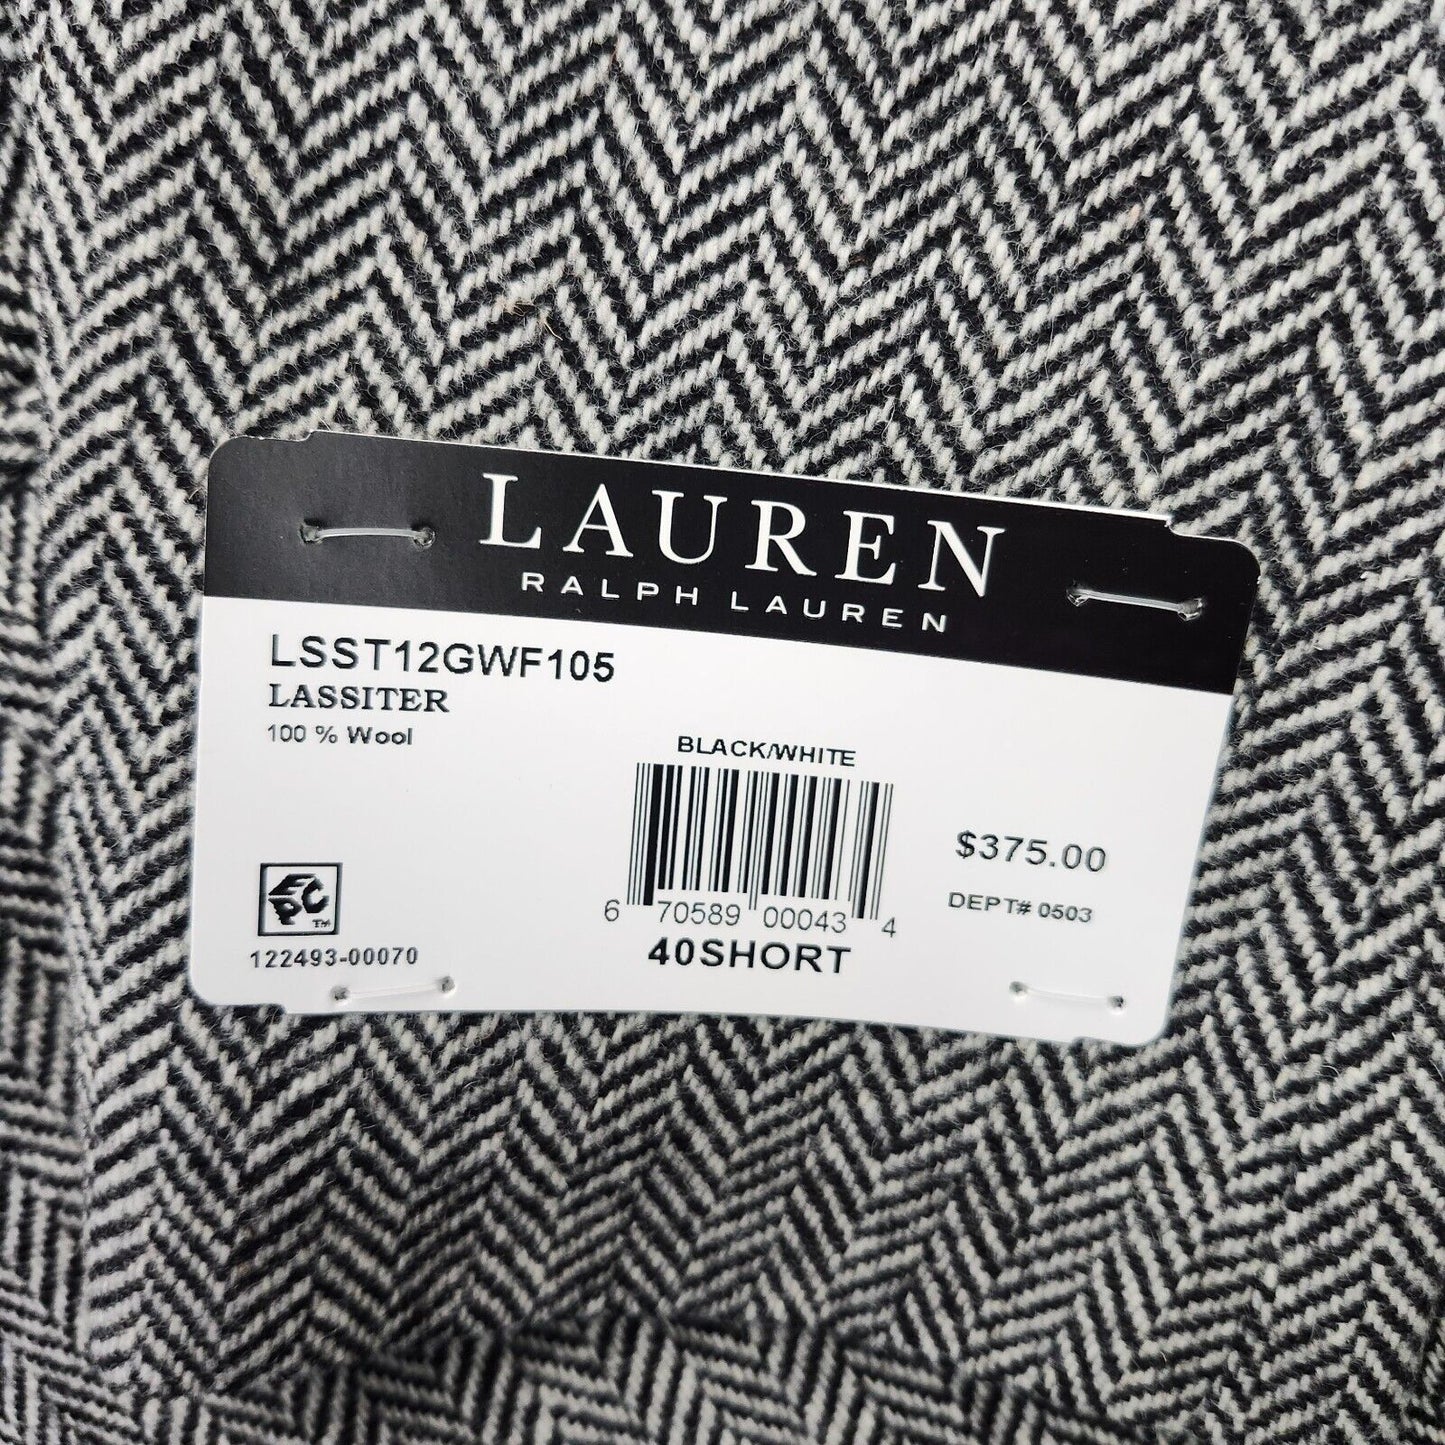 LAUREN
RALPH LAUREN
LSST12GWF105
LASSITER
100 % Wool
BLACK/WHITE
6 70589 00043 4
40SHORT
$375.00
DEPT# 0503
EPC
TM
122493-00070